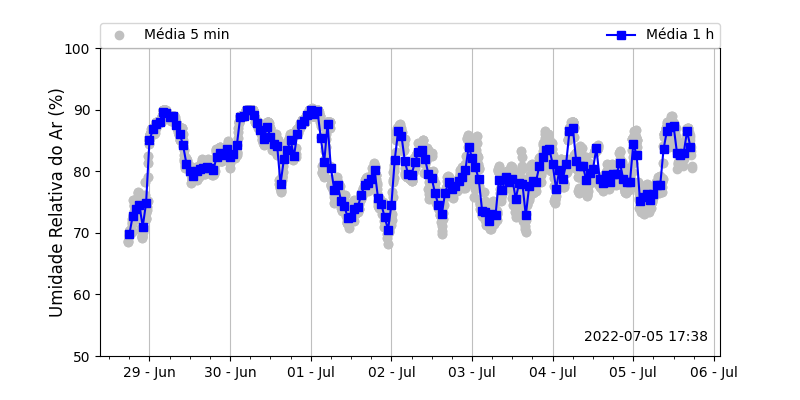 Média 5 min
Média 1 h
Umidade Relativa do Ar (%)
100
90
80
70
60
50
2022-07-05 17:38
29 - Jun
30 - Jun
01 - Jul
02 - Jul
03 - Jul
04 - Jul
05 - Jul
06 - Jul